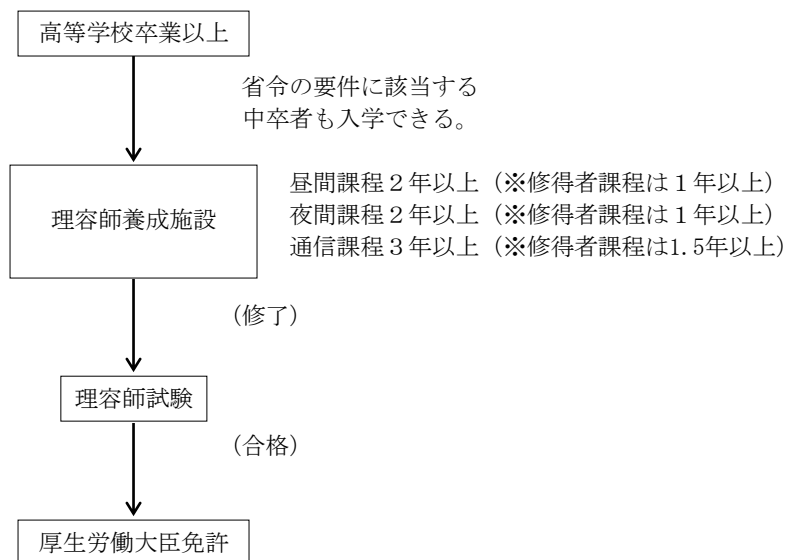 高等学校卒業以上
省令の要件に該当する
中卒者も入学できる。
理容師養成施設
昼間課程２年以上（※修得者課程は１年以上）
夜間課程２年以上（※修得者課程は１年以上）
通信課程３年以上（※修得者課程は1.5年以上）
（修了）
理容師試験
（合格）
厚生労働大臣免許